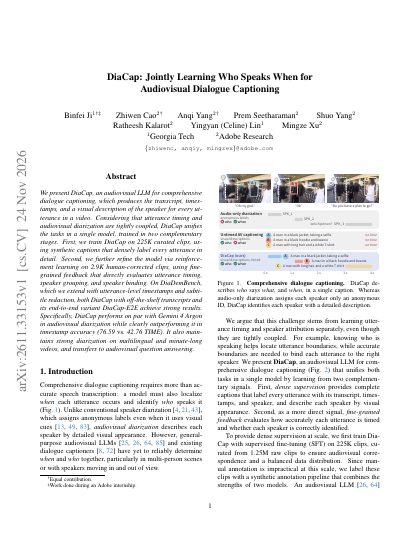 DiaCap: Jointly Learning Who Speaks When for
Audiovisual Dialogue Captioning
Binfei Ji¹†‡ Zhiwen Cao²† Anqi Yang²† Prem Seetharaman² Shuo Yang²
Ratheesh Kalarot² Yingyan (Celine) Lin¹ Mingze Xu²
¹Georgia Tech ²Adobe Research
{zhiwenc, anqiy, mingzex}@adobe.com
arXiv:2611.33153v1 [cs.CV] 24 Nov 2026
Abstract
We present DiaCap, an audiovisual LLM for comprehensive
dialogue captioning, which produces the transcript, times-
tamps, and a visual description of the speaker for every ut-
terance in a video. Considering that utterance timing and
audiovisual diarization are tightly coupled, DiaCap unifies
the tasks in a single model, trained in two complementary
stages. First, we train DiaCap on 225K curated clips, us-
ing synthetic captions that densely label every utterance in
detail. Second, we further refine the model via reinforce-
ment learning on 2.9K human-corrected clips, using fine-
grained feedback that directly evaluates utterance timing,
speaker grouping, and speaker binding. On DiaDemBench,
which we extend with utterance-level timestamps and subti-
tle redaction, both DiaCap with off-the-shelf transcripts and
its end-to-end variant DiaCap-E2E achieve strong results.
Specifically, DiaCap performs on par with Gemini 3 Argon
in audiovisual diarization while clearly outperforming it in
timestamp accuracy (76.59 vs. 42.76 EIMF). It also main-
tains strong diarization on multilingual and minute-long
videos, and transfers to audiovisual question answering.
1. Introduction
Comprehensive dialogue captioning requires more than ac-
curate speech transcription: a model must also localize
when each utterance occurs and identify who speaks it
(Fig. 1). Unlike conventional speaker diarization [4, 21, 43],
which assigns anonymous labels even when it uses visual
cues [13, 49, 83], audiovisual diarization describes each
speaker by detailed visual appearance. However, general-
purpose audiovisual LLMs [25, 26, 64, 85] and existing
dialogue captioners [8, 72] have yet to reliably determine
when and who together, particularly in multi-person scenes
or with speakers moving in and out of view.
¹Equal contribution.
‡Work done during an Adobe internship.
Audio-only diarization
Untimed AV captioning
DiaCap (ours)
Figure 1. Comprehensive dialogue captioning. DiaCap de-
scribes who says what, and when, in a single caption. Whereas
audio-only diarization assigns each speaker only an anonymous
ID, DiaCap identifies each speaker with a detailed description.
We argue that this challenge stems from learning utter-
ance timing and speaker attribution separately, even though
they are tightly coupled. For example, knowing who is
speaking helps locate utterance boundaries, while accurate
boundaries are needed to bind each utterance to the right
speaker. We present DiaCap, an audiovisual LLM for com-
prehensive dialogue captioning (Fig. 2) that unifies both
tasks in a single model by learning from two complemen-
tary signals. First, dense supervision provides complete
captions that label every utterance with its transcript, times-
tamps, and speaker, and describe each speaker by visual
appearance. Second, as a more direct signal, fine-grained
feedback evaluates how accurately each utterance is timed
and whether each speaker is correctly identified.
To provide dense supervision at scale, we first train Dia-
Cap with supervised fine-tuning (SFT) on 225K clips, cu-
rated from 1.25M raw clips to ensure audiovisual corre-
spondence and a balanced data distribution. Since man-
ual annotation is impractical at this scale, we label these
clips with a synthetic annotation pipeline that combines the
strengths of two models. An audiovisual LLM [26, 64]
1